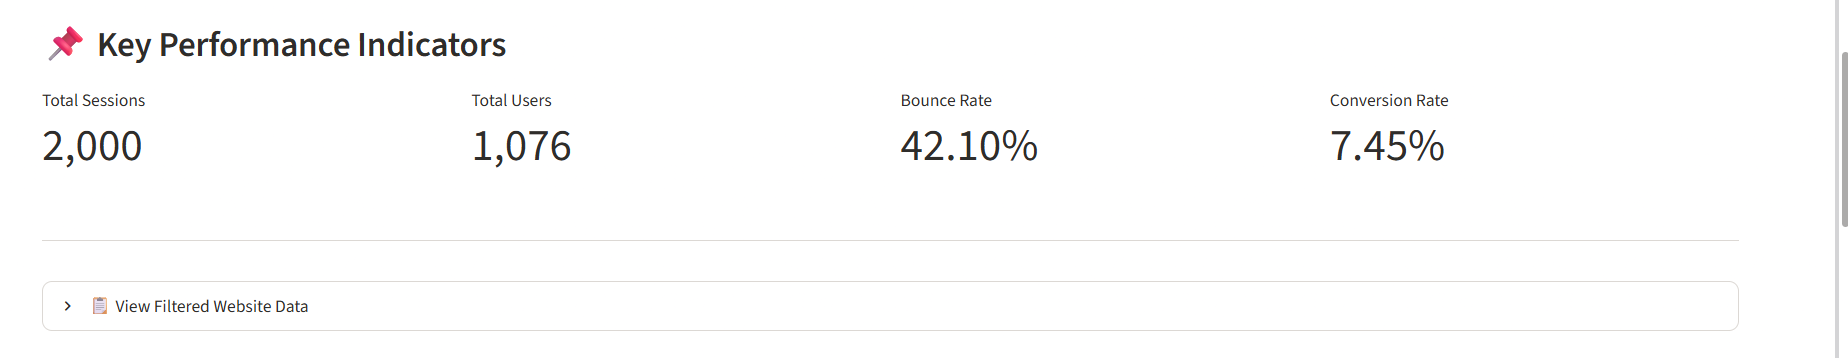 📌 Key Performance Indicators
Total Sessions
2,000
Total Users
1,076
Bounce Rate
42.10%
Conversion Rate
7.45%
📋 View Filtered Website Data